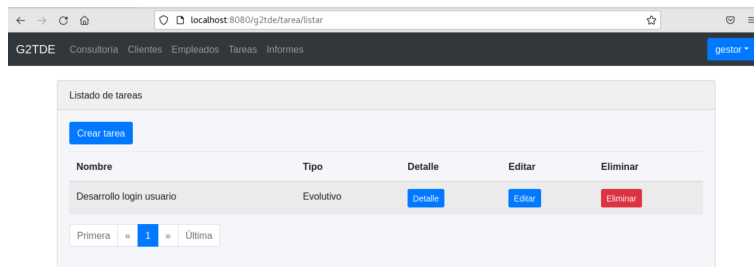 localhost:8080/g2tde/tarea/listar
G2TDE Consultoría Clientes Empleados Tareas Informes gestor
Listado de tareas
Crear tarea
Nombre Tipo Detalle Editar Eliminar
Desarrollo login usuario Evolutivo Detalle Editar Eliminar
Primera « 1 » Última